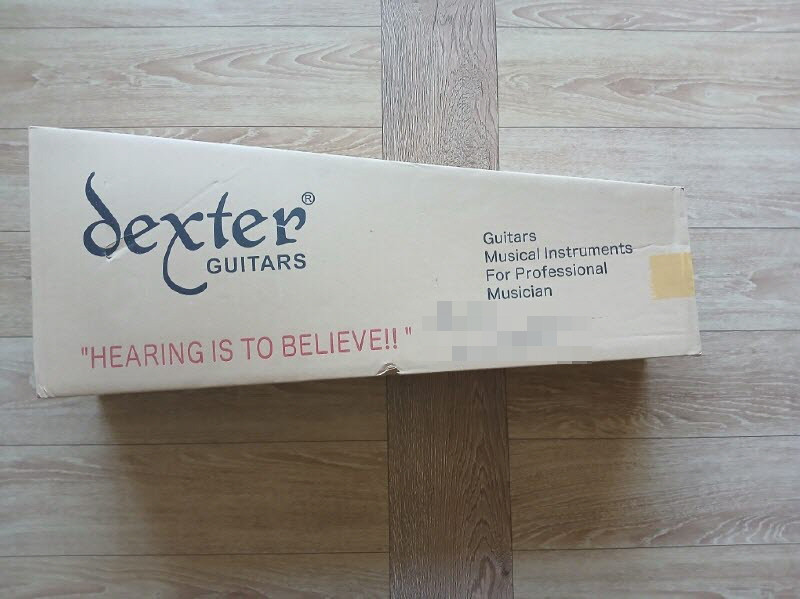 dexter®
GUITARS
"HEARING IS TO BELIEVE!! "
Guitars
Musical Instruments
For Professional
Musician